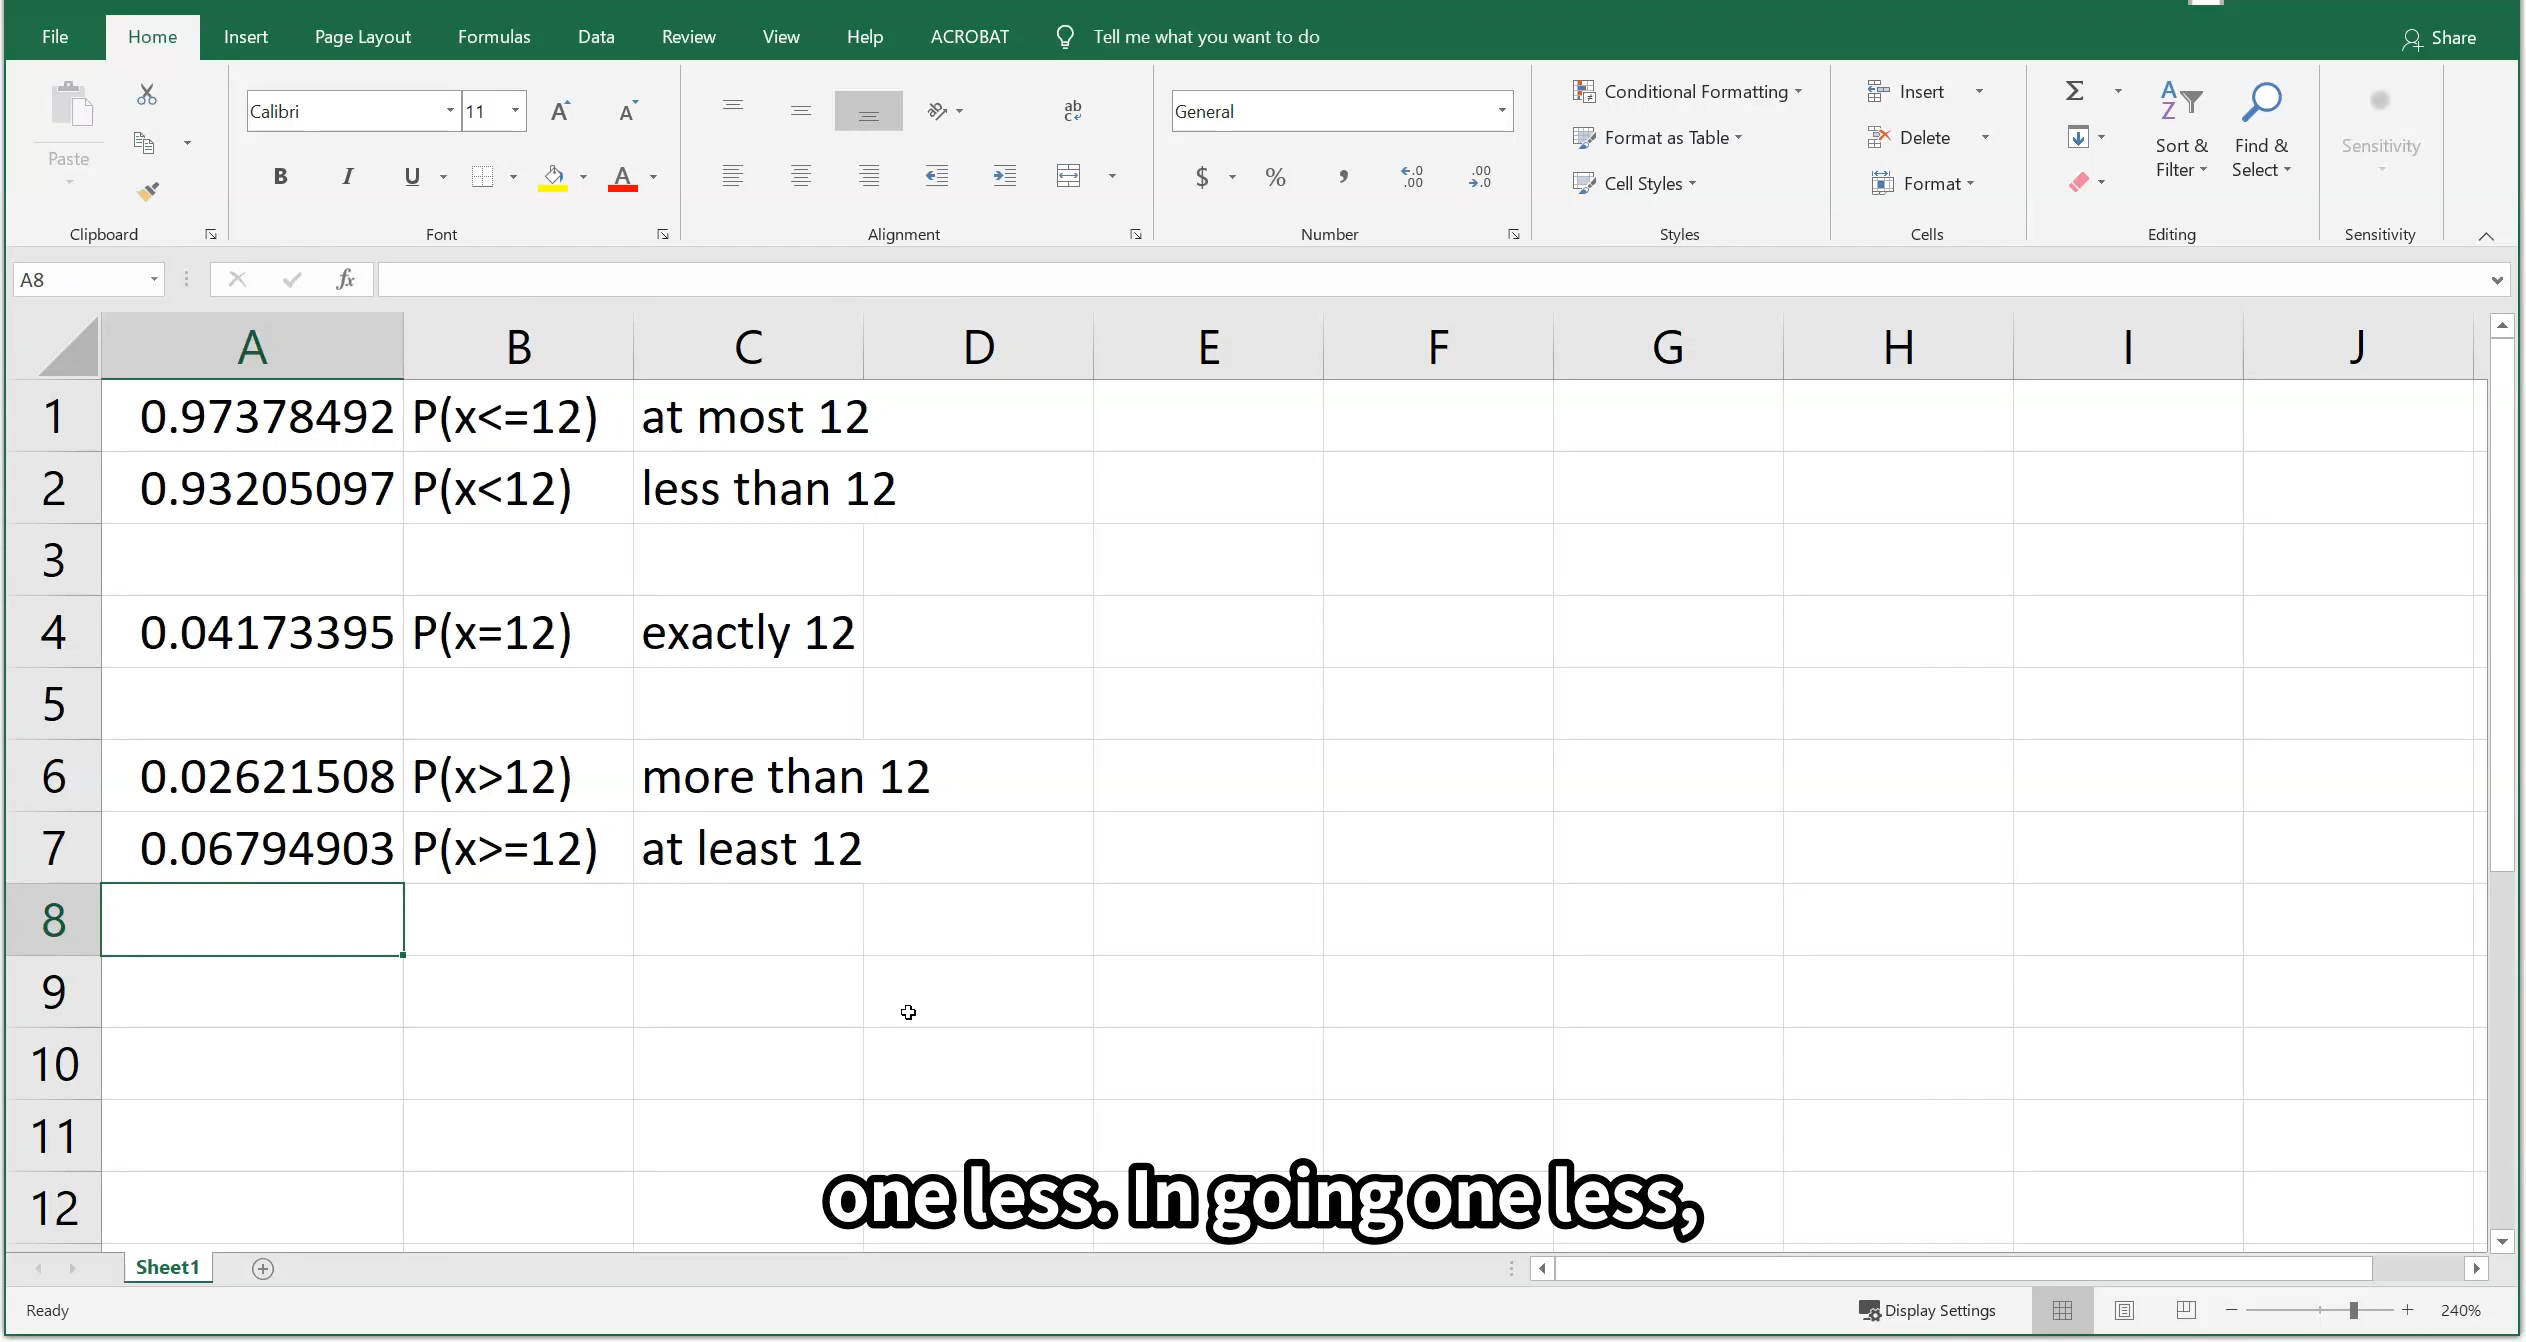 File Home Insert Page Layout Formulas Data Review View Help ACROBAT Tell me what you want to do Share
Paste
Clipboard
Calibri 11
B I U
Font
Alignment
General
$ % , .00 .00
Number
Conditional Formatting
Format as Table
Cell Styles
Styles
Insert
Delete
Format
Cells
Sort & Filter
Find & Select
Editing
Sensitivity
Sensitivity
A8 fx
A B C D E F G H I J
1 0.97378492 P(x<=12) at most 12
2 0.93205097 P(x<12) less than 12
3
4 0.04173395 P(x=12) exactly 12
5
6 0.02621508 P(x>12) more than 12
7 0.06794903 P(x>=12) at least 12
8
9
10
11
12
one less. In going one less,
Sheet1
Ready Display Settings 240%